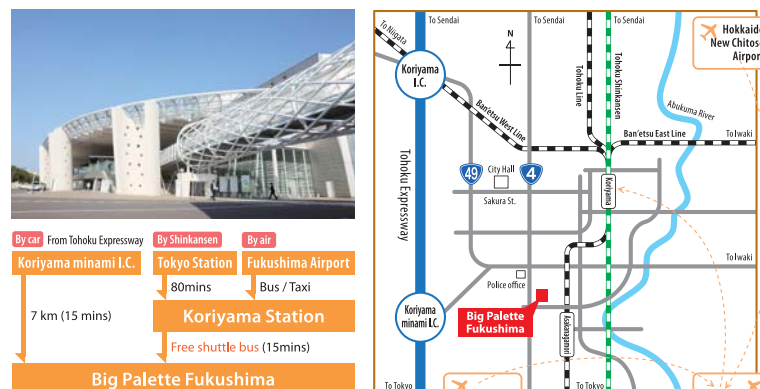 By car From Tohoku Expressway
By Shinkansen
By air
Koriyama minami I.C.
Tokyo Station
Fukushima Airport
80mins
Bus / Taxi
7 km (15 mins)
Koriyama Station
Free shuttle bus (15mins)
Big Palette Fukushima
To Sendai
To Sendai
To Sendai
To Niigata
N
4
Hokkaido
New Chitose
Airport
Koriyama
I.C.
Tohoku Line
Tohoku Shinkansen
Abukuma River
Ban'etsu West Line
Ban'etsu East Line
To Iwaki
Tohoku Expressway
49
City Hall
4
Sakura St.
Koriyama
To Iwaki
Police office
Big Palette
Fukushima
Koriyama
minami I.C.
Asakanagamori
To Tokyo
To Tokyo